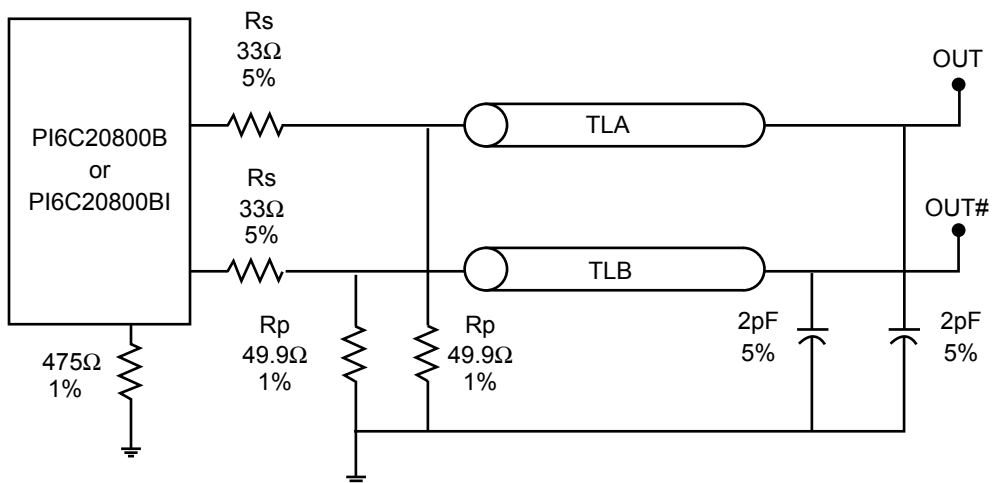 Rs
33Ω
5%
OUT
PI6C20800B
or
PI6C20800BI
TLA
Rs
33Ω
5%
OUT#
TLB
475Ω
1%
Rp
49.9Ω
1%
Rp
49.9Ω
1%
2pF
5%
2pF
5%